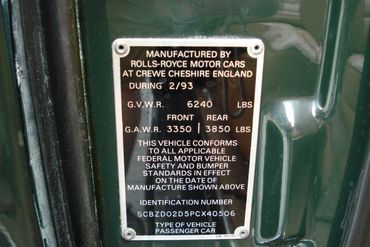 MANUFACTURED BY
ROLLS-ROYCE MOTOR CARS
AT CREWE CHESHIRE ENGLAND
DURING 2/93
G.V.W.R. 6240 LBS
FRONT REAR
G.A.W.R. 3350 3850 LBS
THIS VEHICLE CONFORMS
TO ALL APPLICABLE
FEDERAL MOTOR VEHICLE
SAFETY AND BUMPER
STANDARDS IN EFFECT
ON THE DATE OF
MANUFACTURE SHOWN ABOVE
IDENTIFICATION NUMBER
SCBZD02D5PCX40506
TYPE OF VEHICLE
PASSENGER CAR